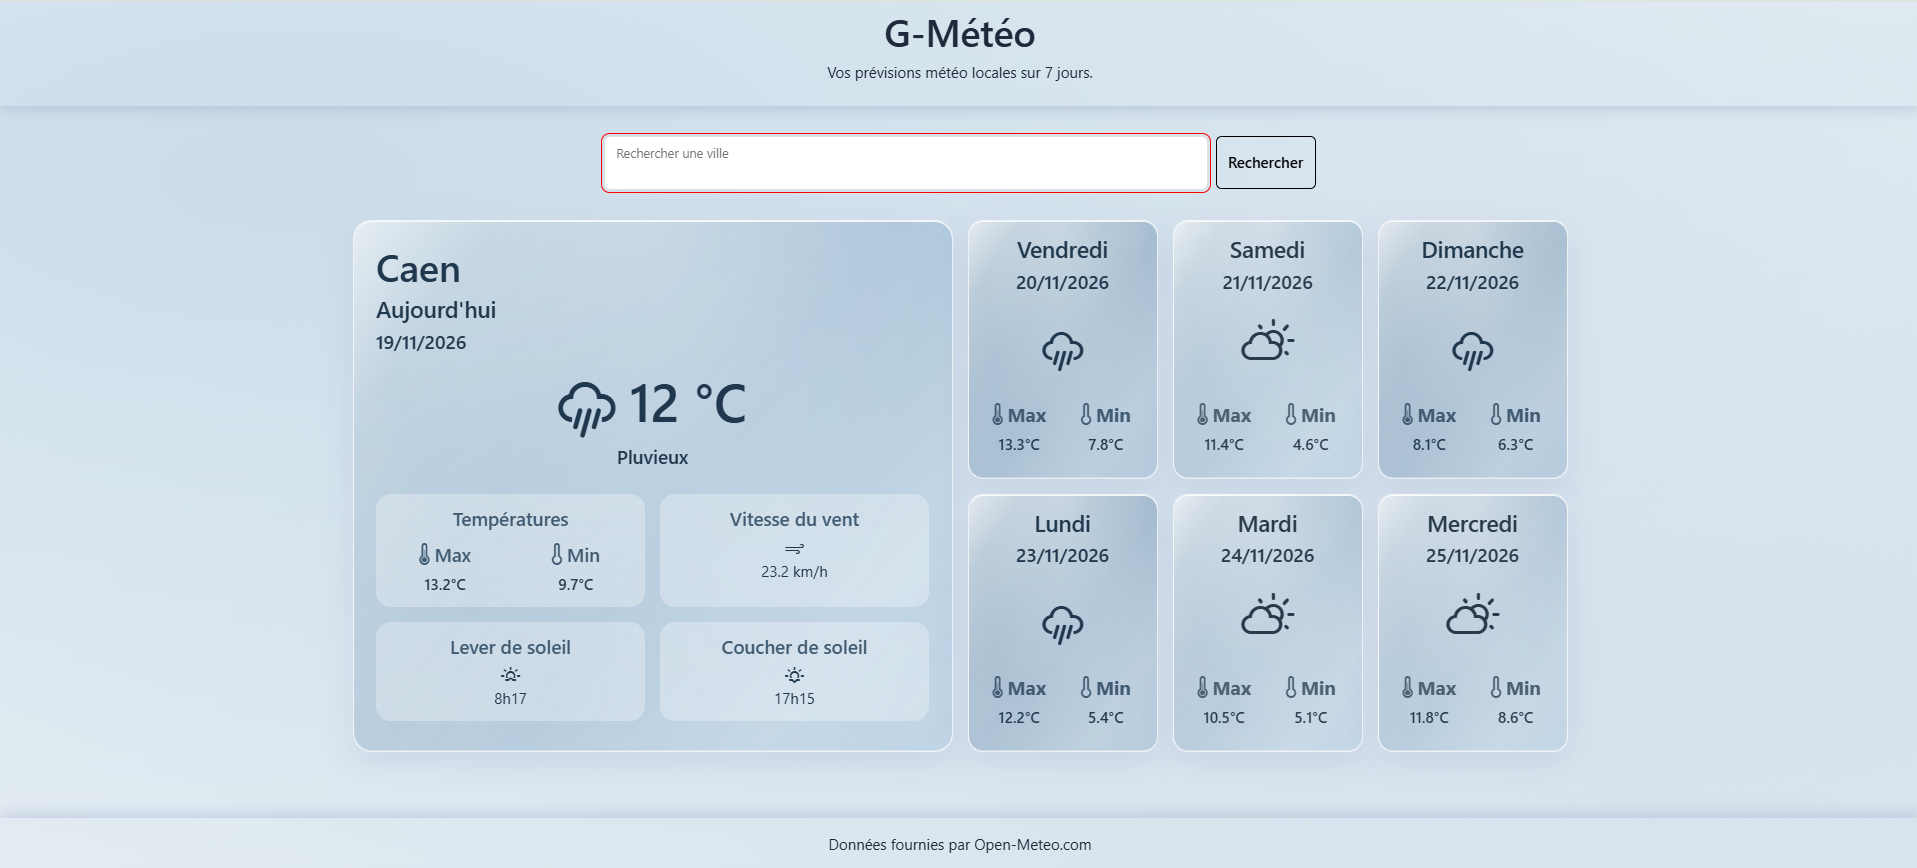 G-Météo
Vos prévisions météo locales sur 7 jours.
Rechercher une ville
Rechercher
Caen
Aujourd'hui
19/11/2026
12 °C
Pluvieux
Températures
Max Min
13.2°C 9.7°C
Vitesse du vent
23.2 km/h
Lever de soleil
8h17
Coucher de soleil
17h15
Vendredi
20/11/2026
Max Min
13.3°C 7.8°C
Samedi
21/11/2026
Max Min
11.4°C 4.6°C
Dimanche
22/11/2026
Max Min
8.1°C 6.3°C
Lundi
23/11/2026
Max Min
12.2°C 5.4°C
Mardi
24/11/2026
Max Min
10.5°C 5.1°C
Mercredi
25/11/2026
Max Min
11.8°C 8.6°C
Données fournies par Open-Meteo.com